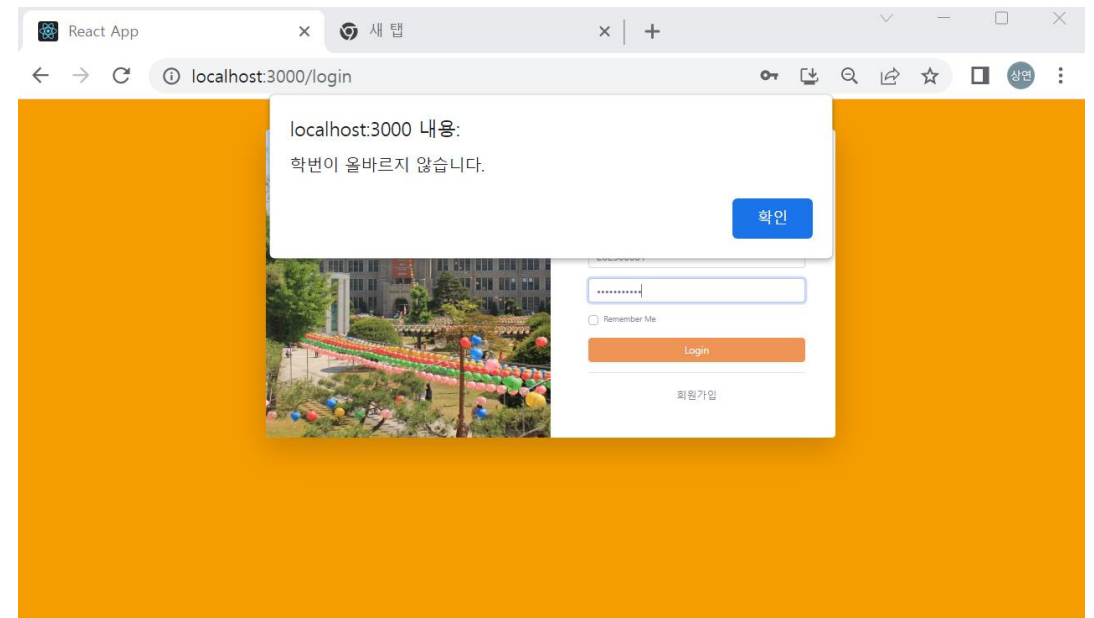 React App
새 탭
localhost:3000/login
상연
localhost:3000 내용:
학번이 올바르지 않습니다.
확인
Remember Me
Login
회원가입